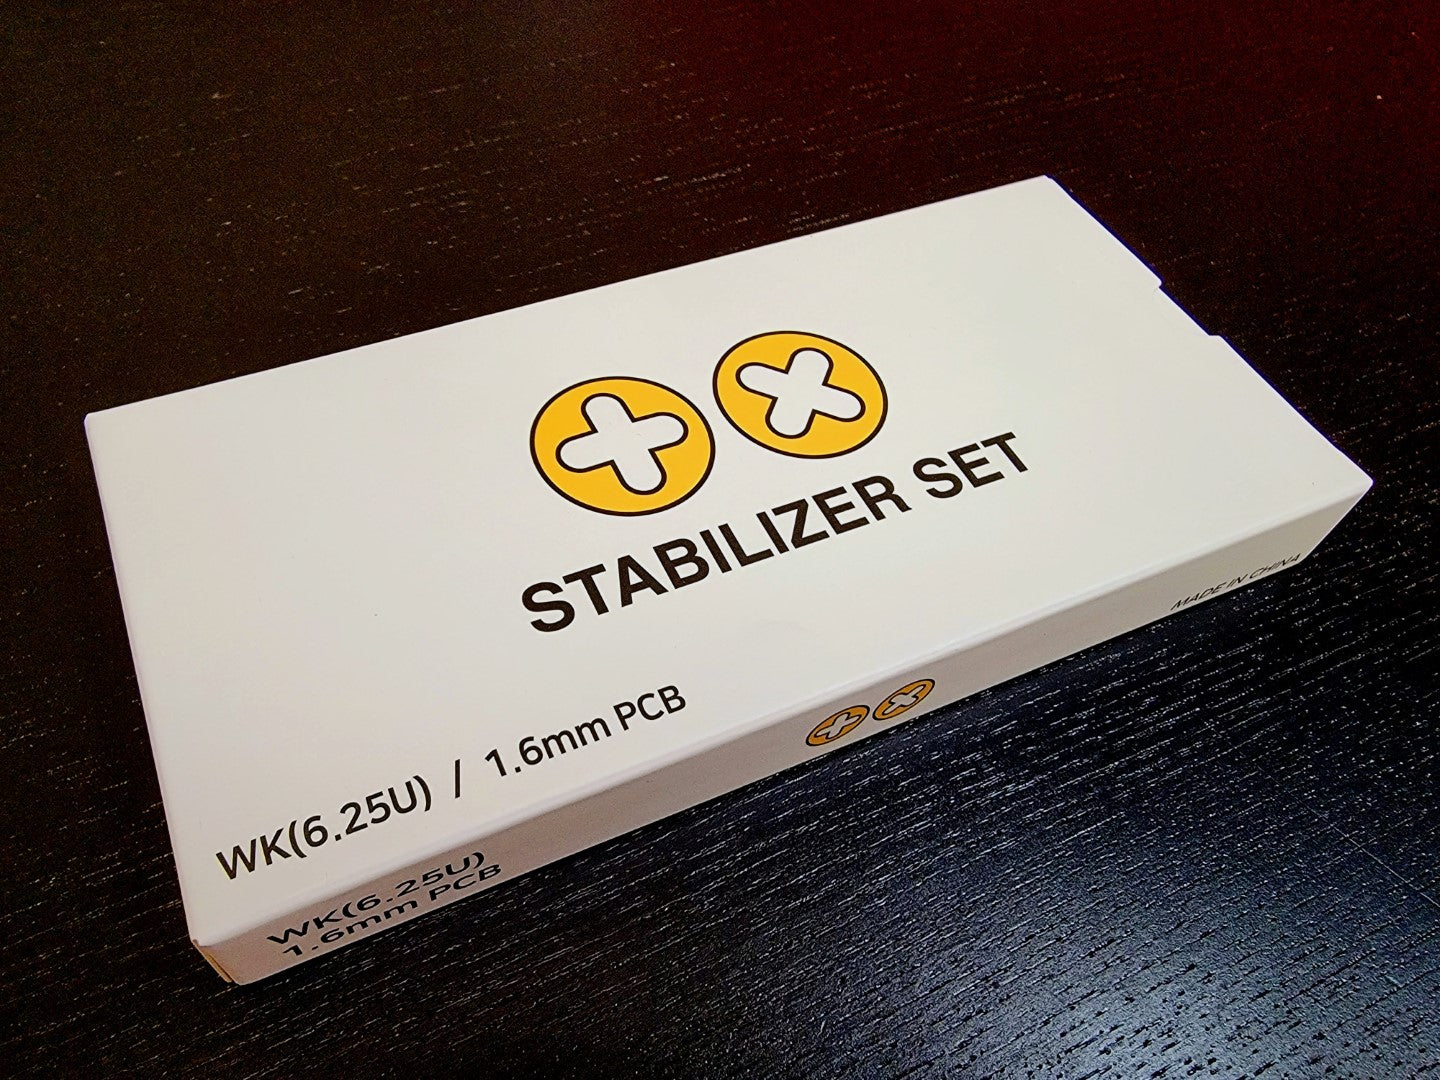 STABILIZER SET
WK(6.25U) / 1.6mm PCB
WK(6.25U)
1.6mm PCB
MADE IN CHINA